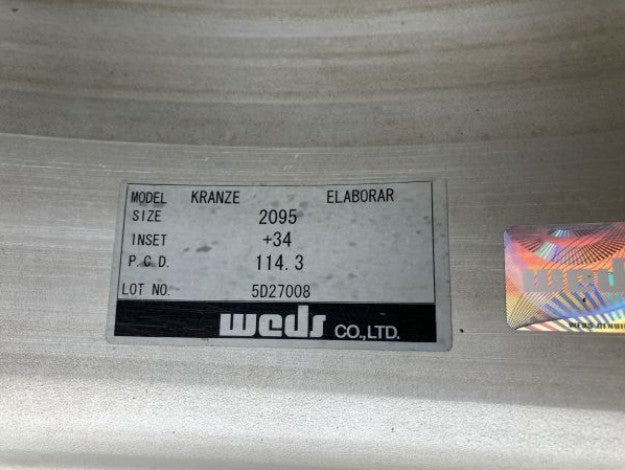 MODEL KRANZE ELABORAR
SIZE 2095
INSET +34
P.C.D. 114.3
LOT NO. 5D27008
weds CO.,LTD.
weds